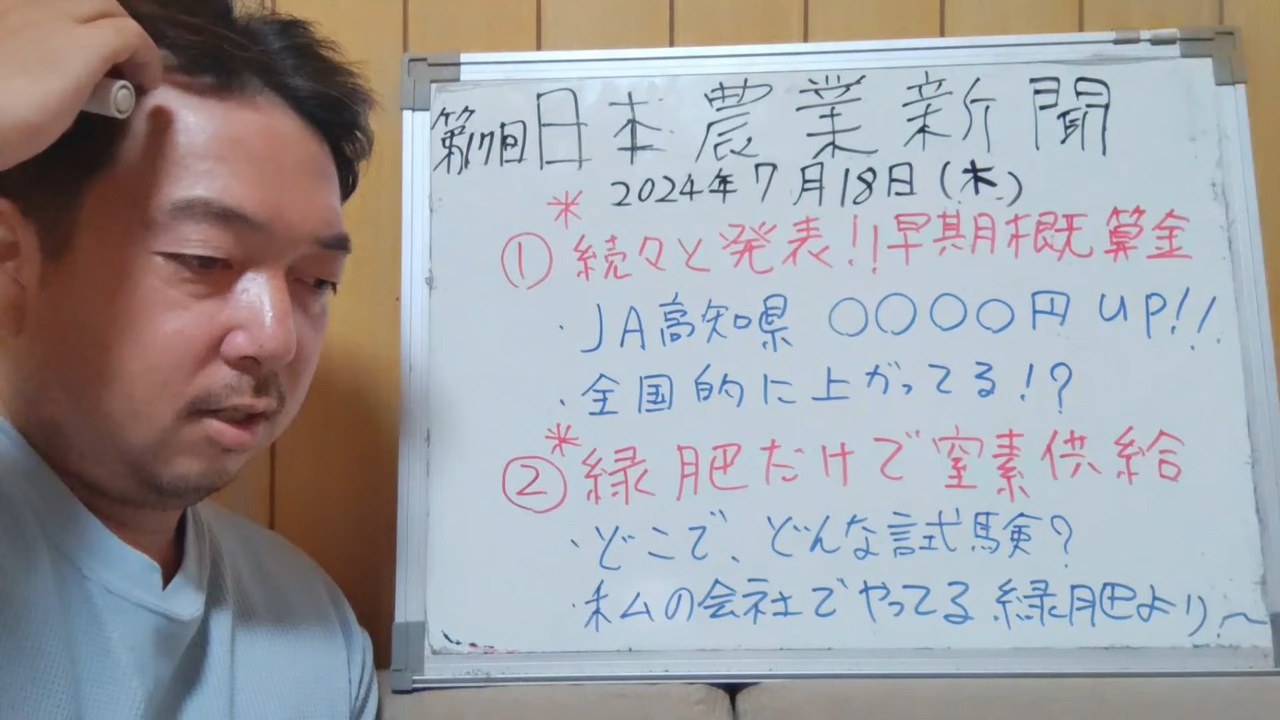 第17回日本農業新聞
2024年7月18日(木)
*
①続々と発表!!早期概算金
・JA高知県 〇〇〇〇円UP!!
・全国的に上がってる!?
*
②緑肥だけで窒素供給
・どこで、どんな試験?
・私の会社でやってる緑肥より〜